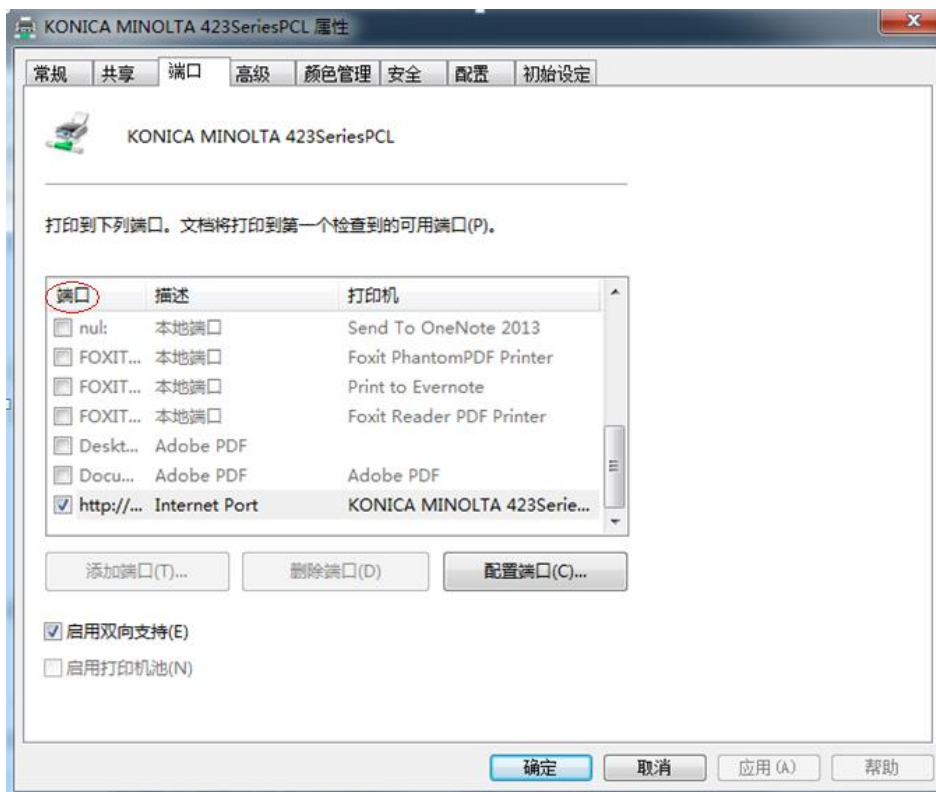 KONICA MINOLTA 423SeriesPCL 属性
常规 共享 端口 高级 颜色管理 安全 配置 初始设定
KONICA MINOLTA 423SeriesPCL
打印到下列端口。文档将打印到第一个检查到的可用端口(P)。
端口 描述 打印机
nul: 本地端口 Send To OneNote 2013
FOXIT... 本地端口 Foxit PhantomPDF Printer
FOXIT... 本地端口 Print to Evernote
FOXIT... 本地端口 Foxit Reader PDF Printer
Deskt... Adobe PDF
Docu... Adobe PDF Adobe PDF
http://... Internet Port KONICA MINOLTA 423Serie...
添加端口(T)... 删除端口(D) 配置端口(C)...
启用双向支持(E)
启用打印机池(N)
确定 取消 应用(A) 帮助